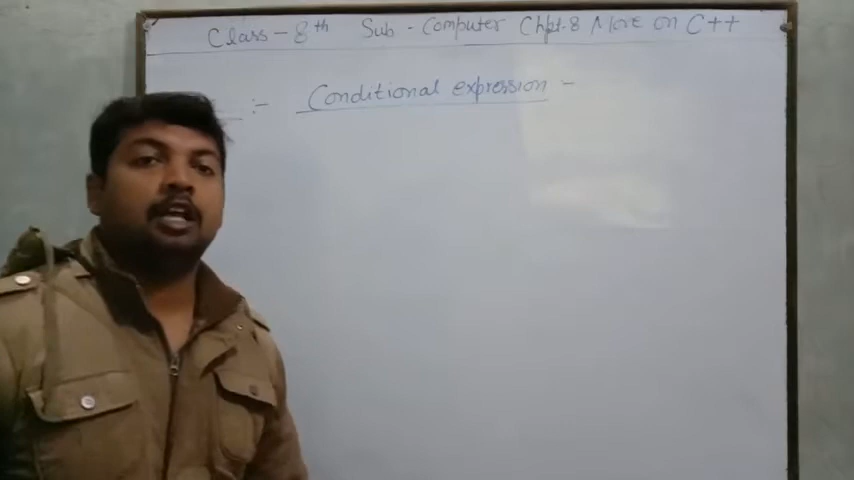 Class - 8th Sub - Computer Chpt. 8 More on C++
:- Conditional expression -